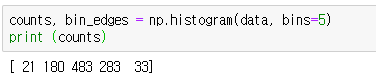 counts, bin_edges = np.histogram(data, bins=5)
print (counts)
[ 21 180 483 283  33]